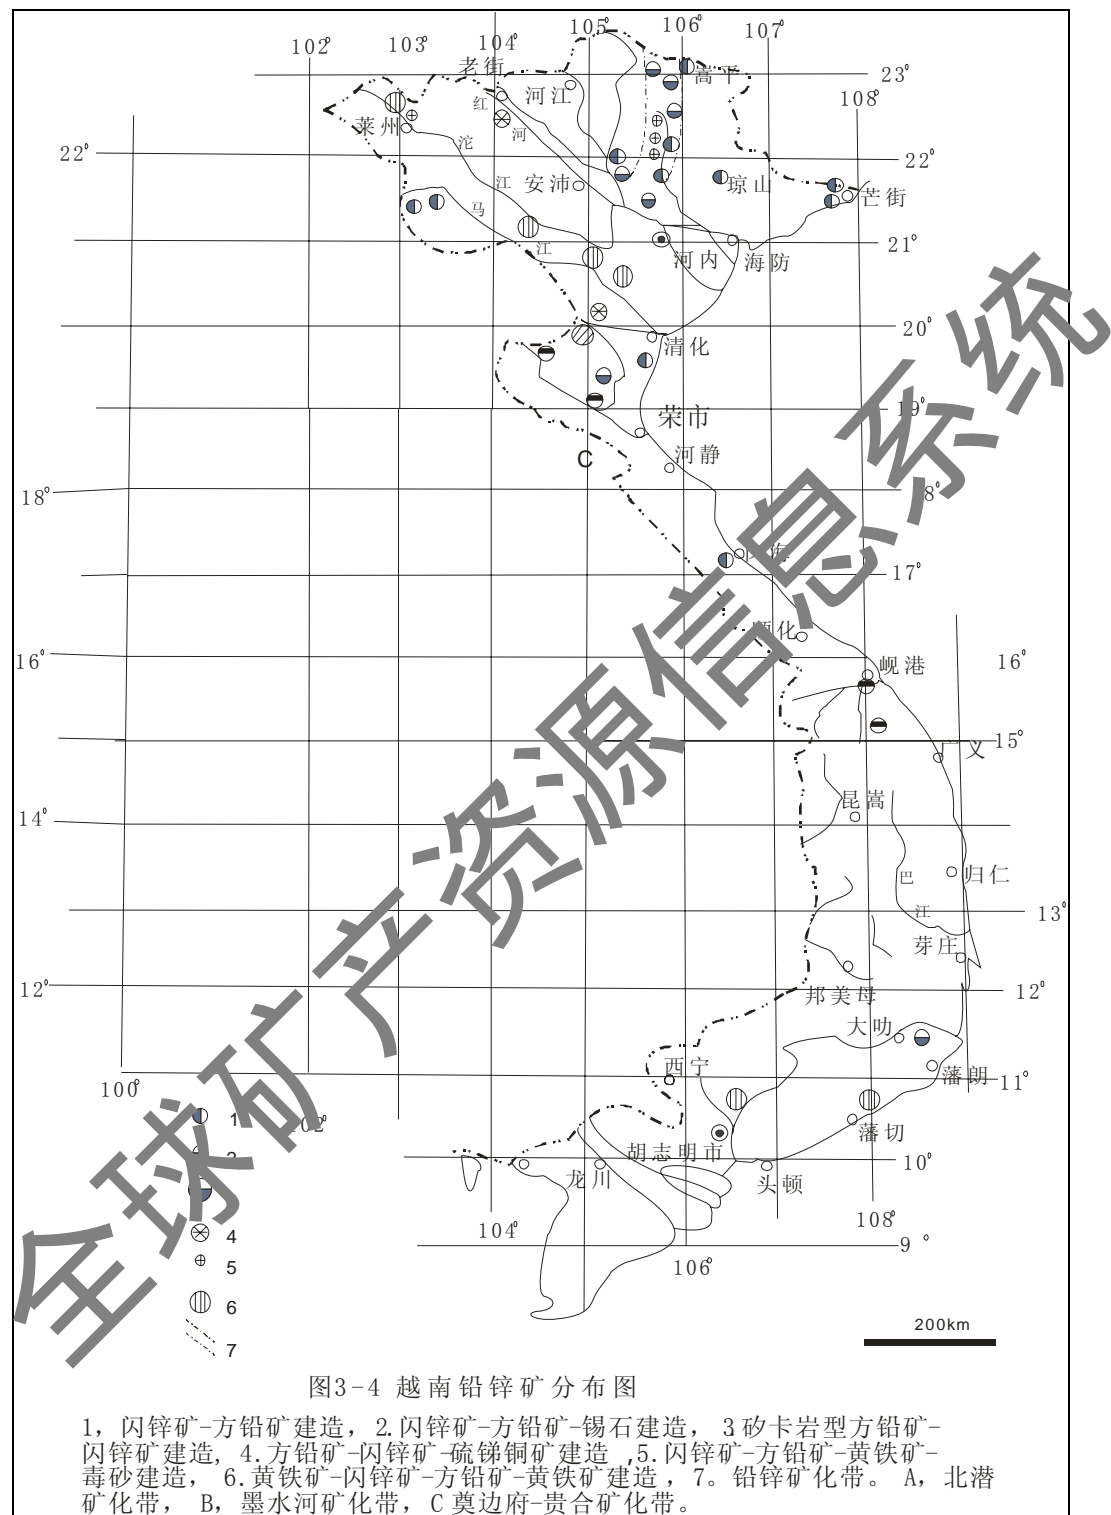 102° 103° 104° 105° 106° 107°
老街
河江
嵩平
23°
108°
莱州
红
河
沱
22°
江
安沛
琼山
22°
芒街
马
江
河内
海防
21°
20°
清化
荣市
19°
C
河静
18°
17°
化
16°
岘港
16°
15°
广义
14°
昆嵩
巴
归仁
江
13°
芽庄
12°
邦美母
12°
大叻
西宁
藩朗
11°
100°
1
102°
藩切
胡志明市
10°
龙川
头顿
104°
108°
4
9°
5
106°
6
7
200km
全球矿产资源信息系统
图3-4 越南铅锌矿分布图
1，闪锌矿-方铅矿建造，2.闪锌矿-方铅矿-锡石建造，3.矽卡岩型方铅矿-
闪锌矿建造，4.方铅矿-闪锌矿-硫锑铜矿建造,5.闪锌矿-方铅矿-黄铁矿-
毒砂建造，6.黄铁矿-闪锌矿-方铅矿-黄铁矿建造，7。铅锌矿化带。 A，北潜
矿化带， B，墨水河矿化带，C 奠边府-贵合矿化带。